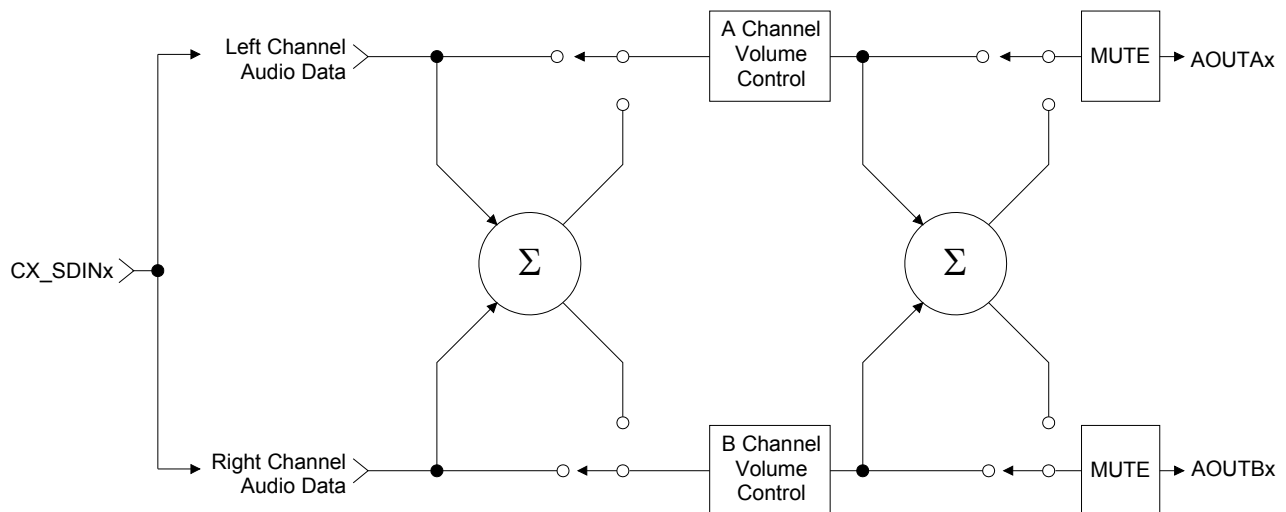 Left Channel
Audio Data
A Channel
Volume
Control
MUTE
AOUTAx
CX_SDINx
Σ
Σ
Right Channel
Audio Data
B Channel
Volume
Control
MUTE
AOUTBx